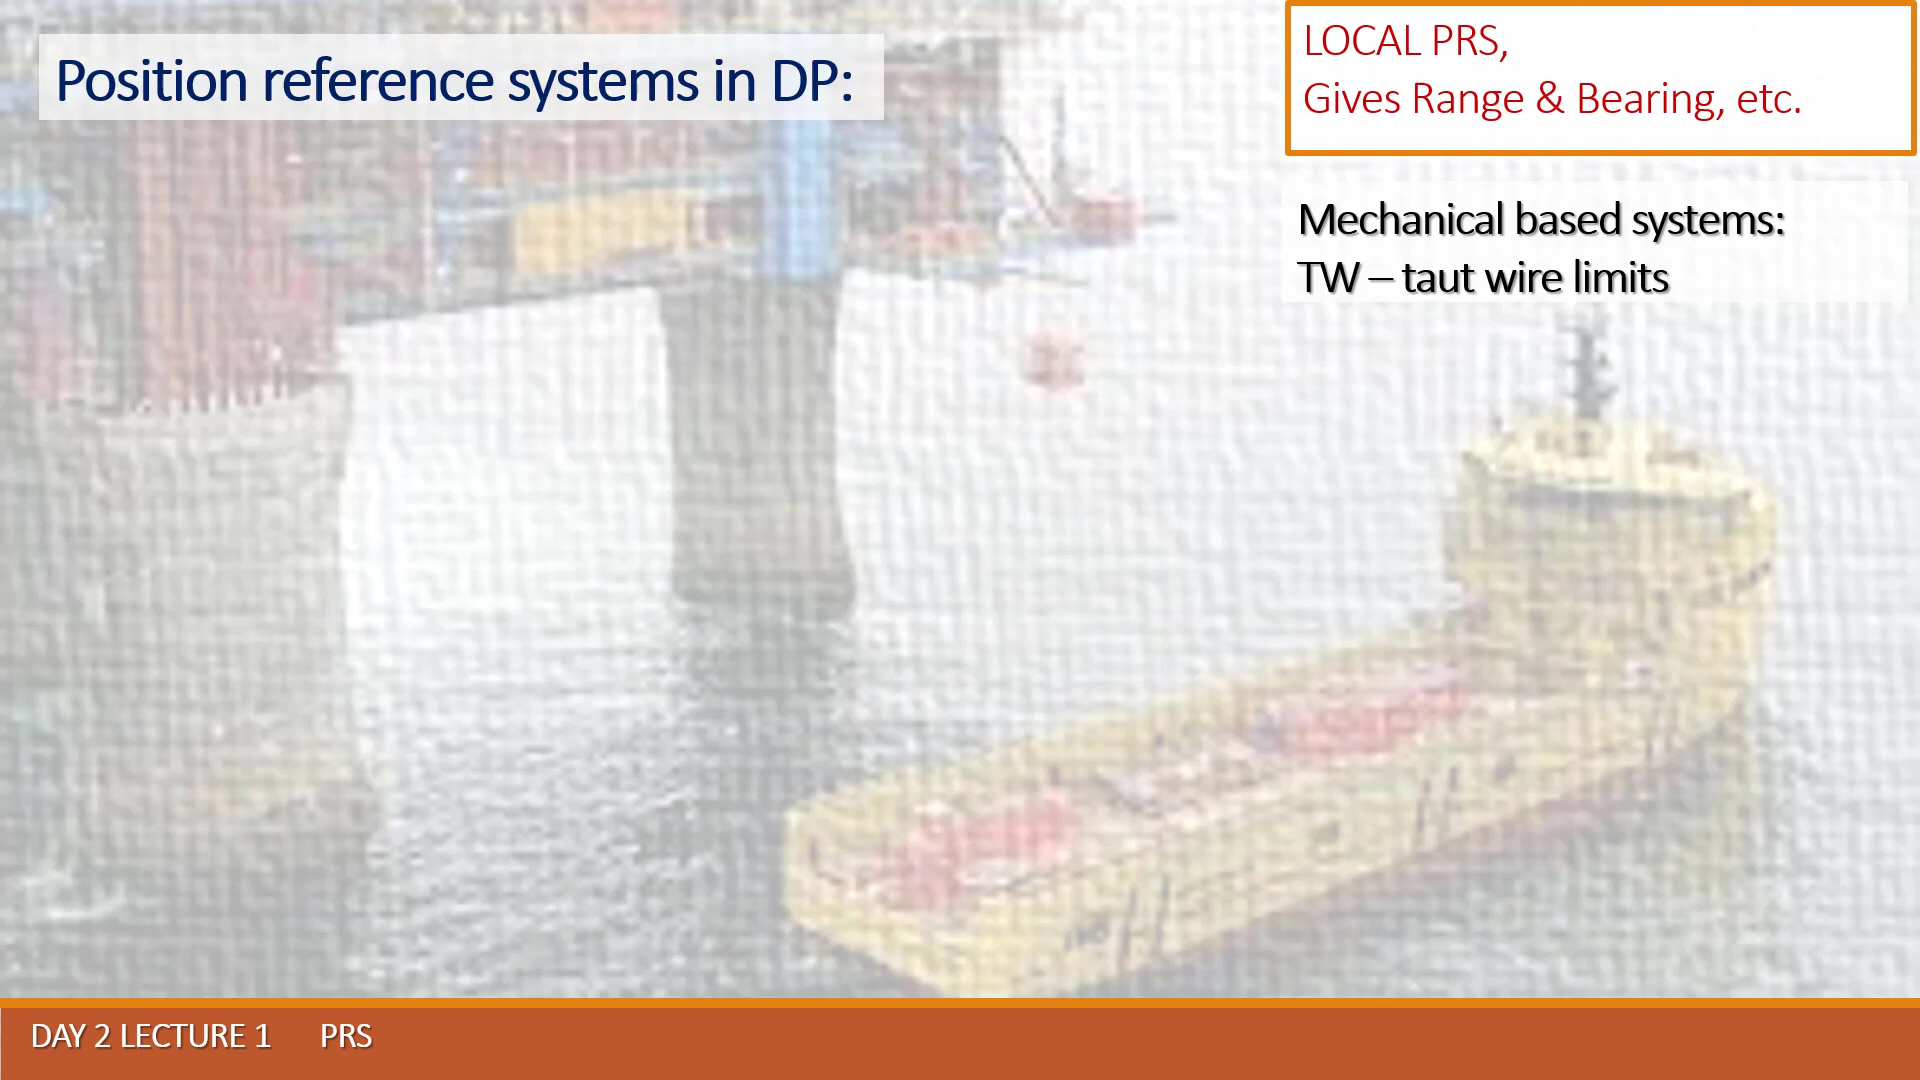 Position reference systems in DP:
LOCAL PRS,
Gives Range & Bearing, etc.
Mechanical based systems:
TW – taut wire limits
DAY 2 LECTURE 1 PRS